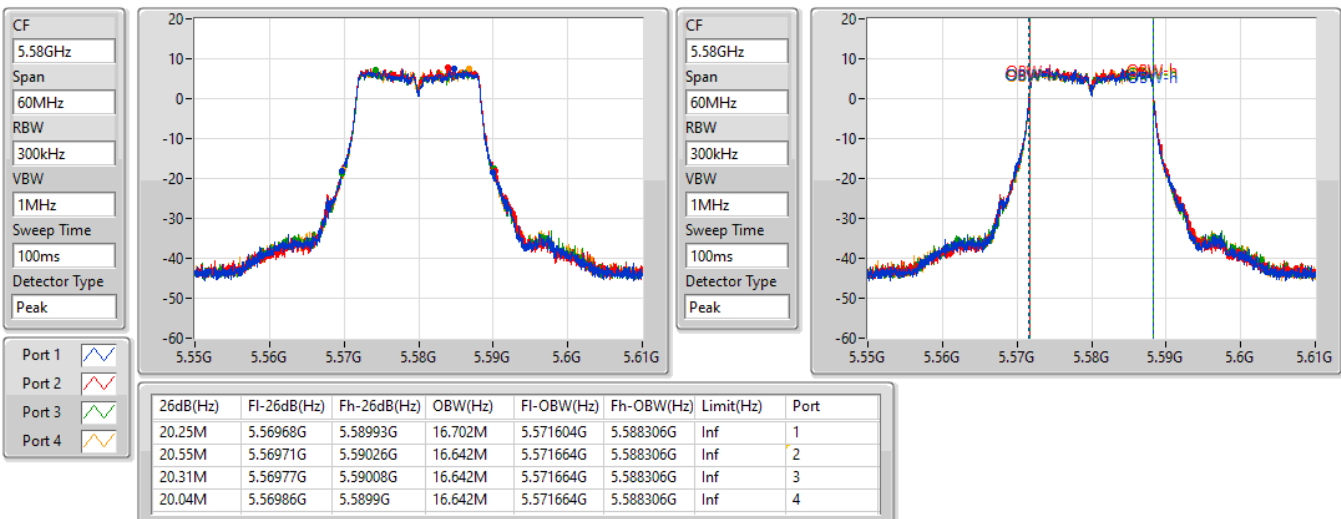 CF
5.58GHz
Span
60MHz
RBW
300kHz
VBW
1MHz
Sweep Time
100ms
Detector Type
Peak
20
10
0
-10
-20
-30
-40
-50
-60
5.55G 5.56G 5.57G 5.58G 5.59G 5.6G 5.61G
CF
5.58GHz
Span
60MHz
RBW
300kHz
VBW
1MHz
Sweep Time
100ms
Detector Type
Peak
20
10
0
-10
-20
-30
-40
-50
-60
OBW-h
5.55G 5.56G 5.57G 5.58G 5.59G 5.6G 5.61G
Port 1
Port 2
Port 3
Port 4
26dB(Hz) Fl-26dB(Hz) Fh-26dB(Hz) OBW(Hz) Fl-OBW(Hz) Fh-OBW(Hz) Limit(Hz) Port
20.25M 5.56968G 5.58993G 16.702M 5.571604G 5.588306G Inf 1
20.55M 5.56971G 5.59026G 16.642M 5.571664G 5.588306G Inf 2
20.31M 5.56977G 5.59008G 16.642M 5.571664G 5.588306G Inf 3
20.04M 5.56986G 5.5899G 16.642M 5.571664G 5.588306G Inf 4